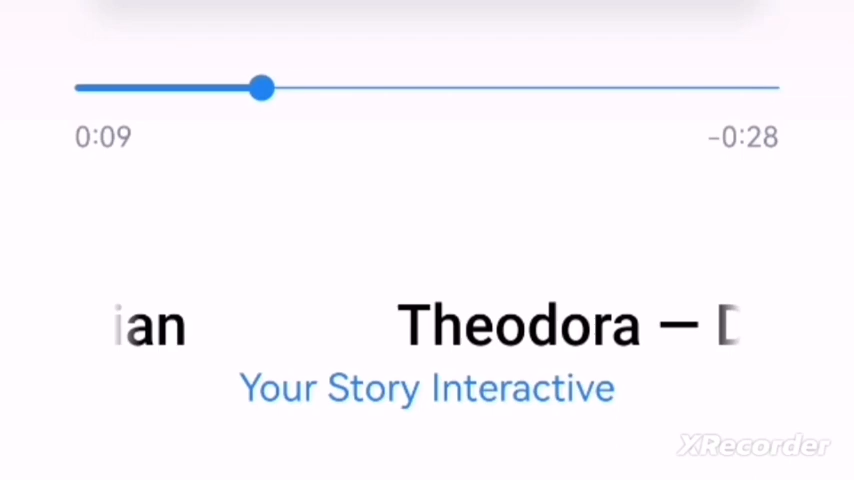 0:09 -0:28
ian Theodora — D
Your Story Interactive
XRecorder